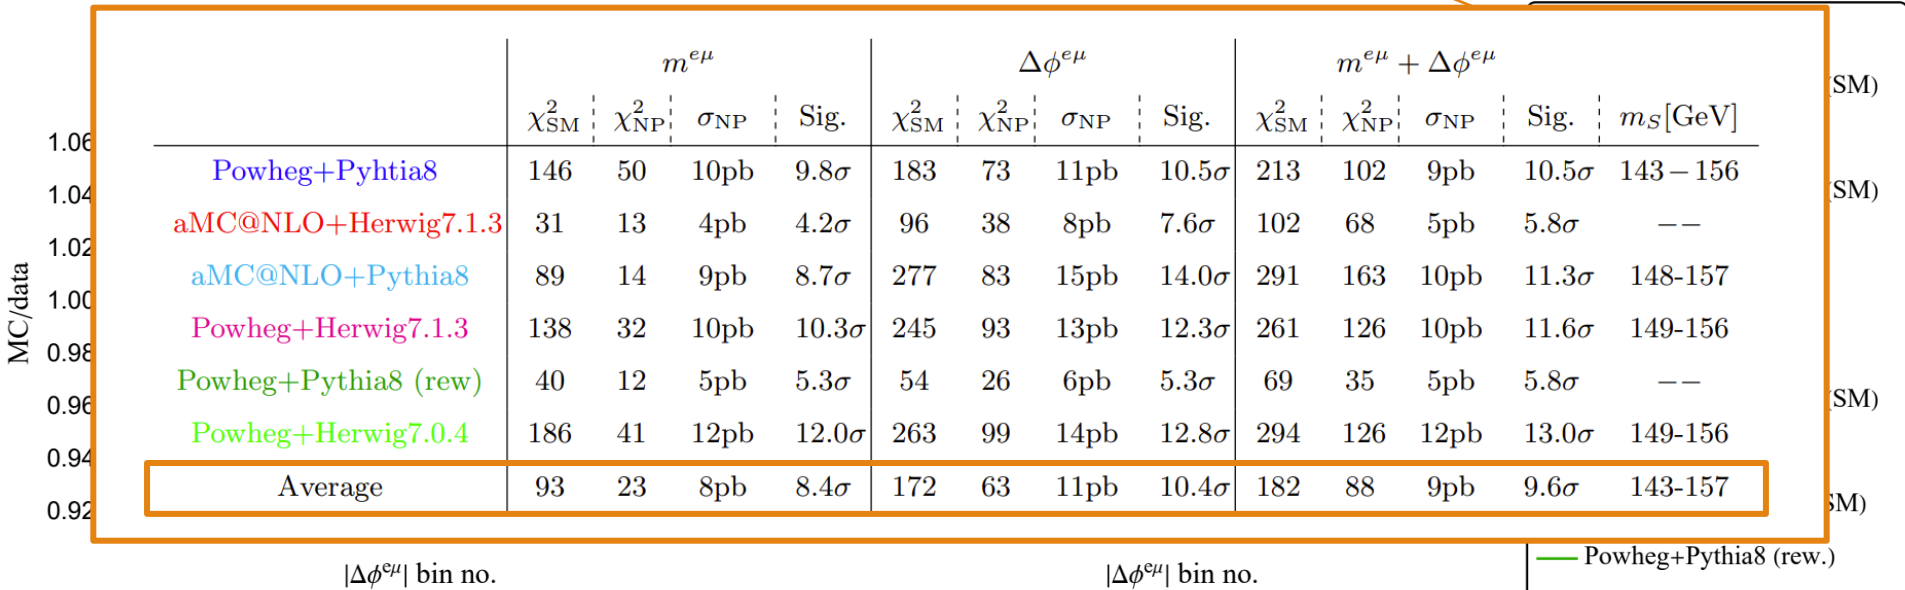 m^{eμ} Δϕ^{eμ} m^{eμ} + Δϕ^{eμ}
(SM)
χ²_SM χ²_NP σ_NP Sig. χ²_SM χ²_NP σ_NP Sig. χ²_SM χ²_NP σ_NP Sig. m_S[GeV]
1.06
Powheg+Pyhtia8 146 50 10pb 9.8σ 183 73 11pb 10.5σ 213 102 9pb 10.5σ 143−156
1.04 (SM)
aMC@NLO+Herwig7.1.3 31 13 4pb 4.2σ 96 38 8pb 7.6σ 102 68 5pb 5.8σ −−
1.02
aMC@NLO+Pythia8 89 14 9pb 8.7σ 277 83 15pb 14.0σ 291 163 10pb 11.3σ 148-157
1.00
MC/data
Powheg+Herwig7.1.3 138 32 10pb 10.3σ 245 93 13pb 12.3σ 261 126 10pb 11.6σ 149-156
0.98
Powheg+Pythia8 (rew) 40 12 5pb 5.3σ 54 26 6pb 5.3σ 69 35 5pb 5.8σ −−
0.96 (SM)
Powheg+Herwig7.0.4 186 41 12pb 12.0σ 263 99 14pb 12.8σ 294 126 12pb 13.0σ 149-156
0.94
Average 93 23 8pb 8.4σ 172 63 11pb 10.4σ 182 88 9pb 9.6σ 143-157
0.92 SM)
Powheg+Pythia8 (rew.)
|Δϕ^{eμ}| bin no. |Δϕ^{eμ}| bin no.